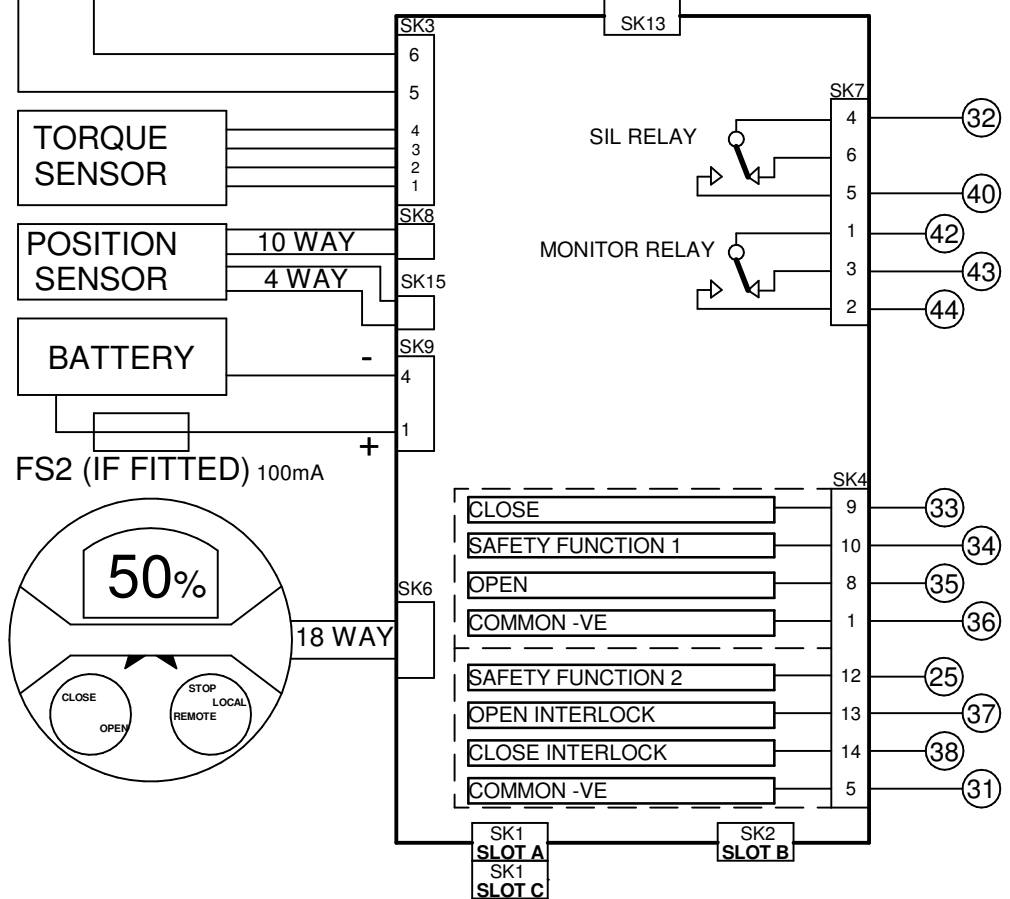 SK13
SK3
6
5
TORQUE
SENSOR
4
3
2
1
SK8
POSITION
SENSOR
10 WAY
4 WAY
SK15
BATTERY
-
SK9
4
1
+
FS2 (IF FITTED) 100mA
50%
CLOSE
OPEN
STOP
LOCAL
REMOTE
18 WAY
SK6
SK7
SIL RELAY
4
32
6
5
40
MONITOR RELAY
1
42
3
43
2
44
SK4
CLOSE
9
33
SAFETY FUNCTION 1
10
34
OPEN
8
35
COMMON -VE
1
36
SAFETY FUNCTION 2
12
25
OPEN INTERLOCK
13
37
CLOSE INTERLOCK
14
38
COMMON -VE
5
31
SK1
SLOT A
SK1
SLOT C
SK2
SLOT B